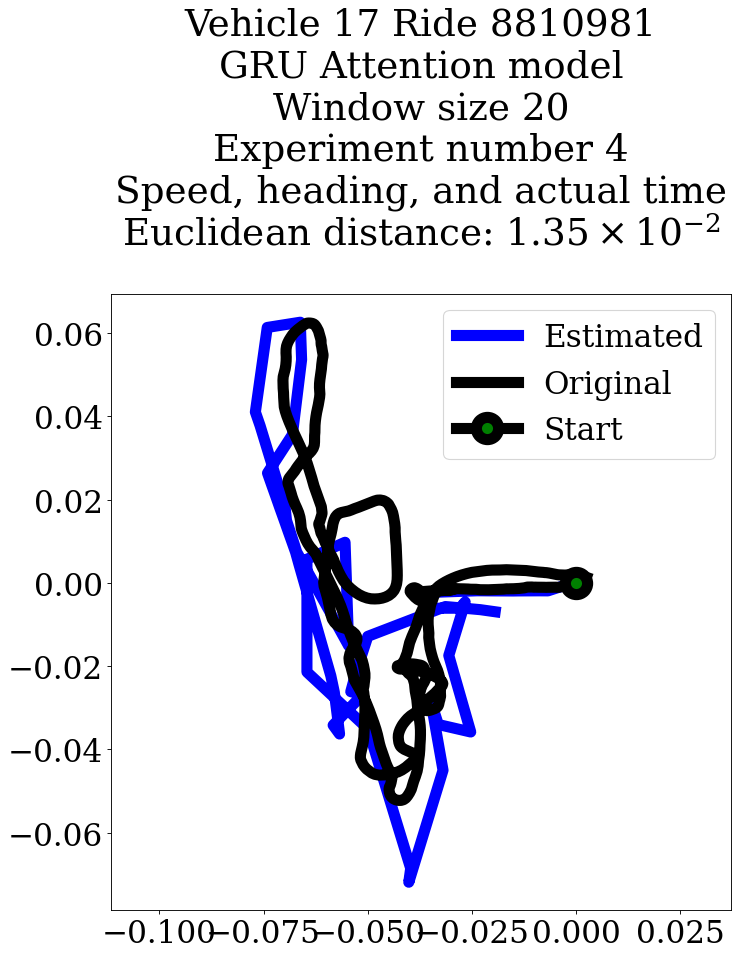 Vehicle 17 Ride 8810981
GRU Attention model
Window size 20
Experiment number 4
Speed, heading, and actual time
Euclidean distance: 1.35 × 10⁻²
Estimated
Original
Start
0.06
0.04
0.02
0.00
−0.02
−0.04
−0.06
−0.100 −0.075 −0.050 −0.025 0.000 0.025